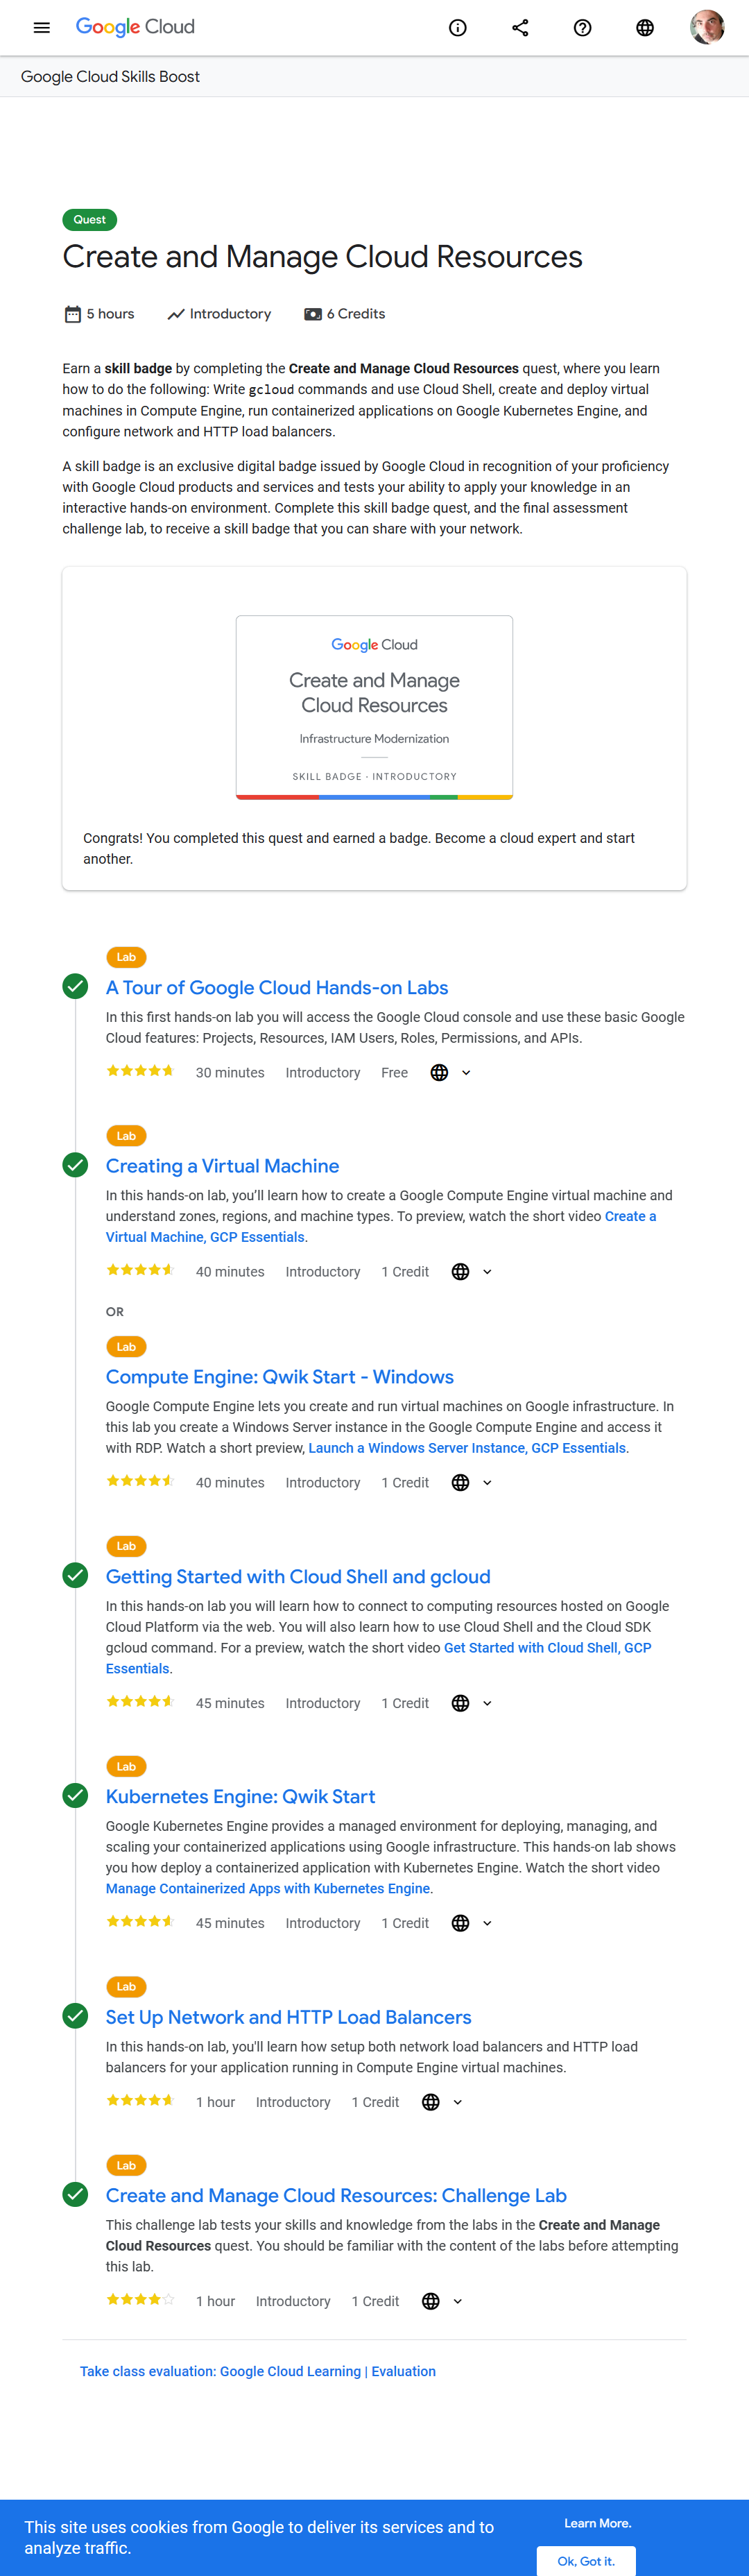 Google Cloud
Google Cloud Skills Boost
Quest
Create and Manage Cloud Resources
5 hours Introductory 6 Credits
Earn a skill badge by completing the Create and Manage Cloud Resources quest, where you learn
how to do the following: Write gcloud commands and use Cloud Shell, create and deploy virtual
machines in Compute Engine, run containerized applications on Google Kubernetes Engine, and
configure network and HTTP load balancers.
A skill badge is an exclusive digital badge issued by Google Cloud in recognition of your proficiency
with Google Cloud products and services and tests your ability to apply your knowledge in an
interactive hands-on environment. Complete this skill badge quest, and the final assessment
challenge lab, to receive a skill badge that you can share with your network.
Google Cloud
Create and Manage
Cloud Resources
Infrastructure Modernization
SKILL BADGE · INTRODUCTORY
Congrats! You completed this quest and earned a badge. Become a cloud expert and start
another.
Lab
A Tour of Google Cloud Hands-on Labs
In this first hands-on lab you will access the Google Cloud console and use these basic Google
Cloud features: Projects, Resources, IAM Users, Roles, Permissions, and APIs.
30 minutes Introductory Free
Lab
Creating a Virtual Machine
In this hands-on lab, you’ll learn how to create a Google Compute Engine virtual machine and
understand zones, regions, and machine types. To preview, watch the short video Create a
Virtual Machine, GCP Essentials.
40 minutes Introductory 1 Credit
OR
Lab
Compute Engine: Qwik Start - Windows
Google Compute Engine lets you create and run virtual machines on Google infrastructure. In
this lab you create a Windows Server instance in the Google Compute Engine and access it
with RDP. Watch a short preview, Launch a Windows Server Instance, GCP Essentials.
40 minutes Introductory 1 Credit
Lab
Getting Started with Cloud Shell and gcloud
In this hands-on lab you will learn how to connect to computing resources hosted on Google
Cloud Platform via the web. You will also learn how to use Cloud Shell and the Cloud SDK
gcloud command. For a preview, watch the short video Get Started with Cloud Shell, GCP
Essentials.
45 minutes Introductory 1 Credit
Lab
Kubernetes Engine: Qwik Start
Google Kubernetes Engine provides a managed environment for deploying, managing, and
scaling your containerized applications using Google infrastructure. This hands-on lab shows
you how deploy a containerized application with Kubernetes Engine. Watch the short video
Manage Containerized Apps with Kubernetes Engine.
45 minutes Introductory 1 Credit
Lab
Set Up Network and HTTP Load Balancers
In this hands-on lab, you'll learn how setup both network load balancers and HTTP load
balancers for your application running in Compute Engine virtual machines.
1 hour Introductory 1 Credit
Lab
Create and Manage Cloud Resources: Challenge Lab
This challenge lab tests your skills and knowledge from the labs in the Create and Manage
Cloud Resources quest. You should be familiar with the content of the labs before attempting
this lab.
1 hour Introductory 1 Credit
Take class evaluation: Google Cloud Learning | Evaluation
This site uses cookies from Google to deliver its services and to
analyze traffic.
Learn More.
Ok, Got it.